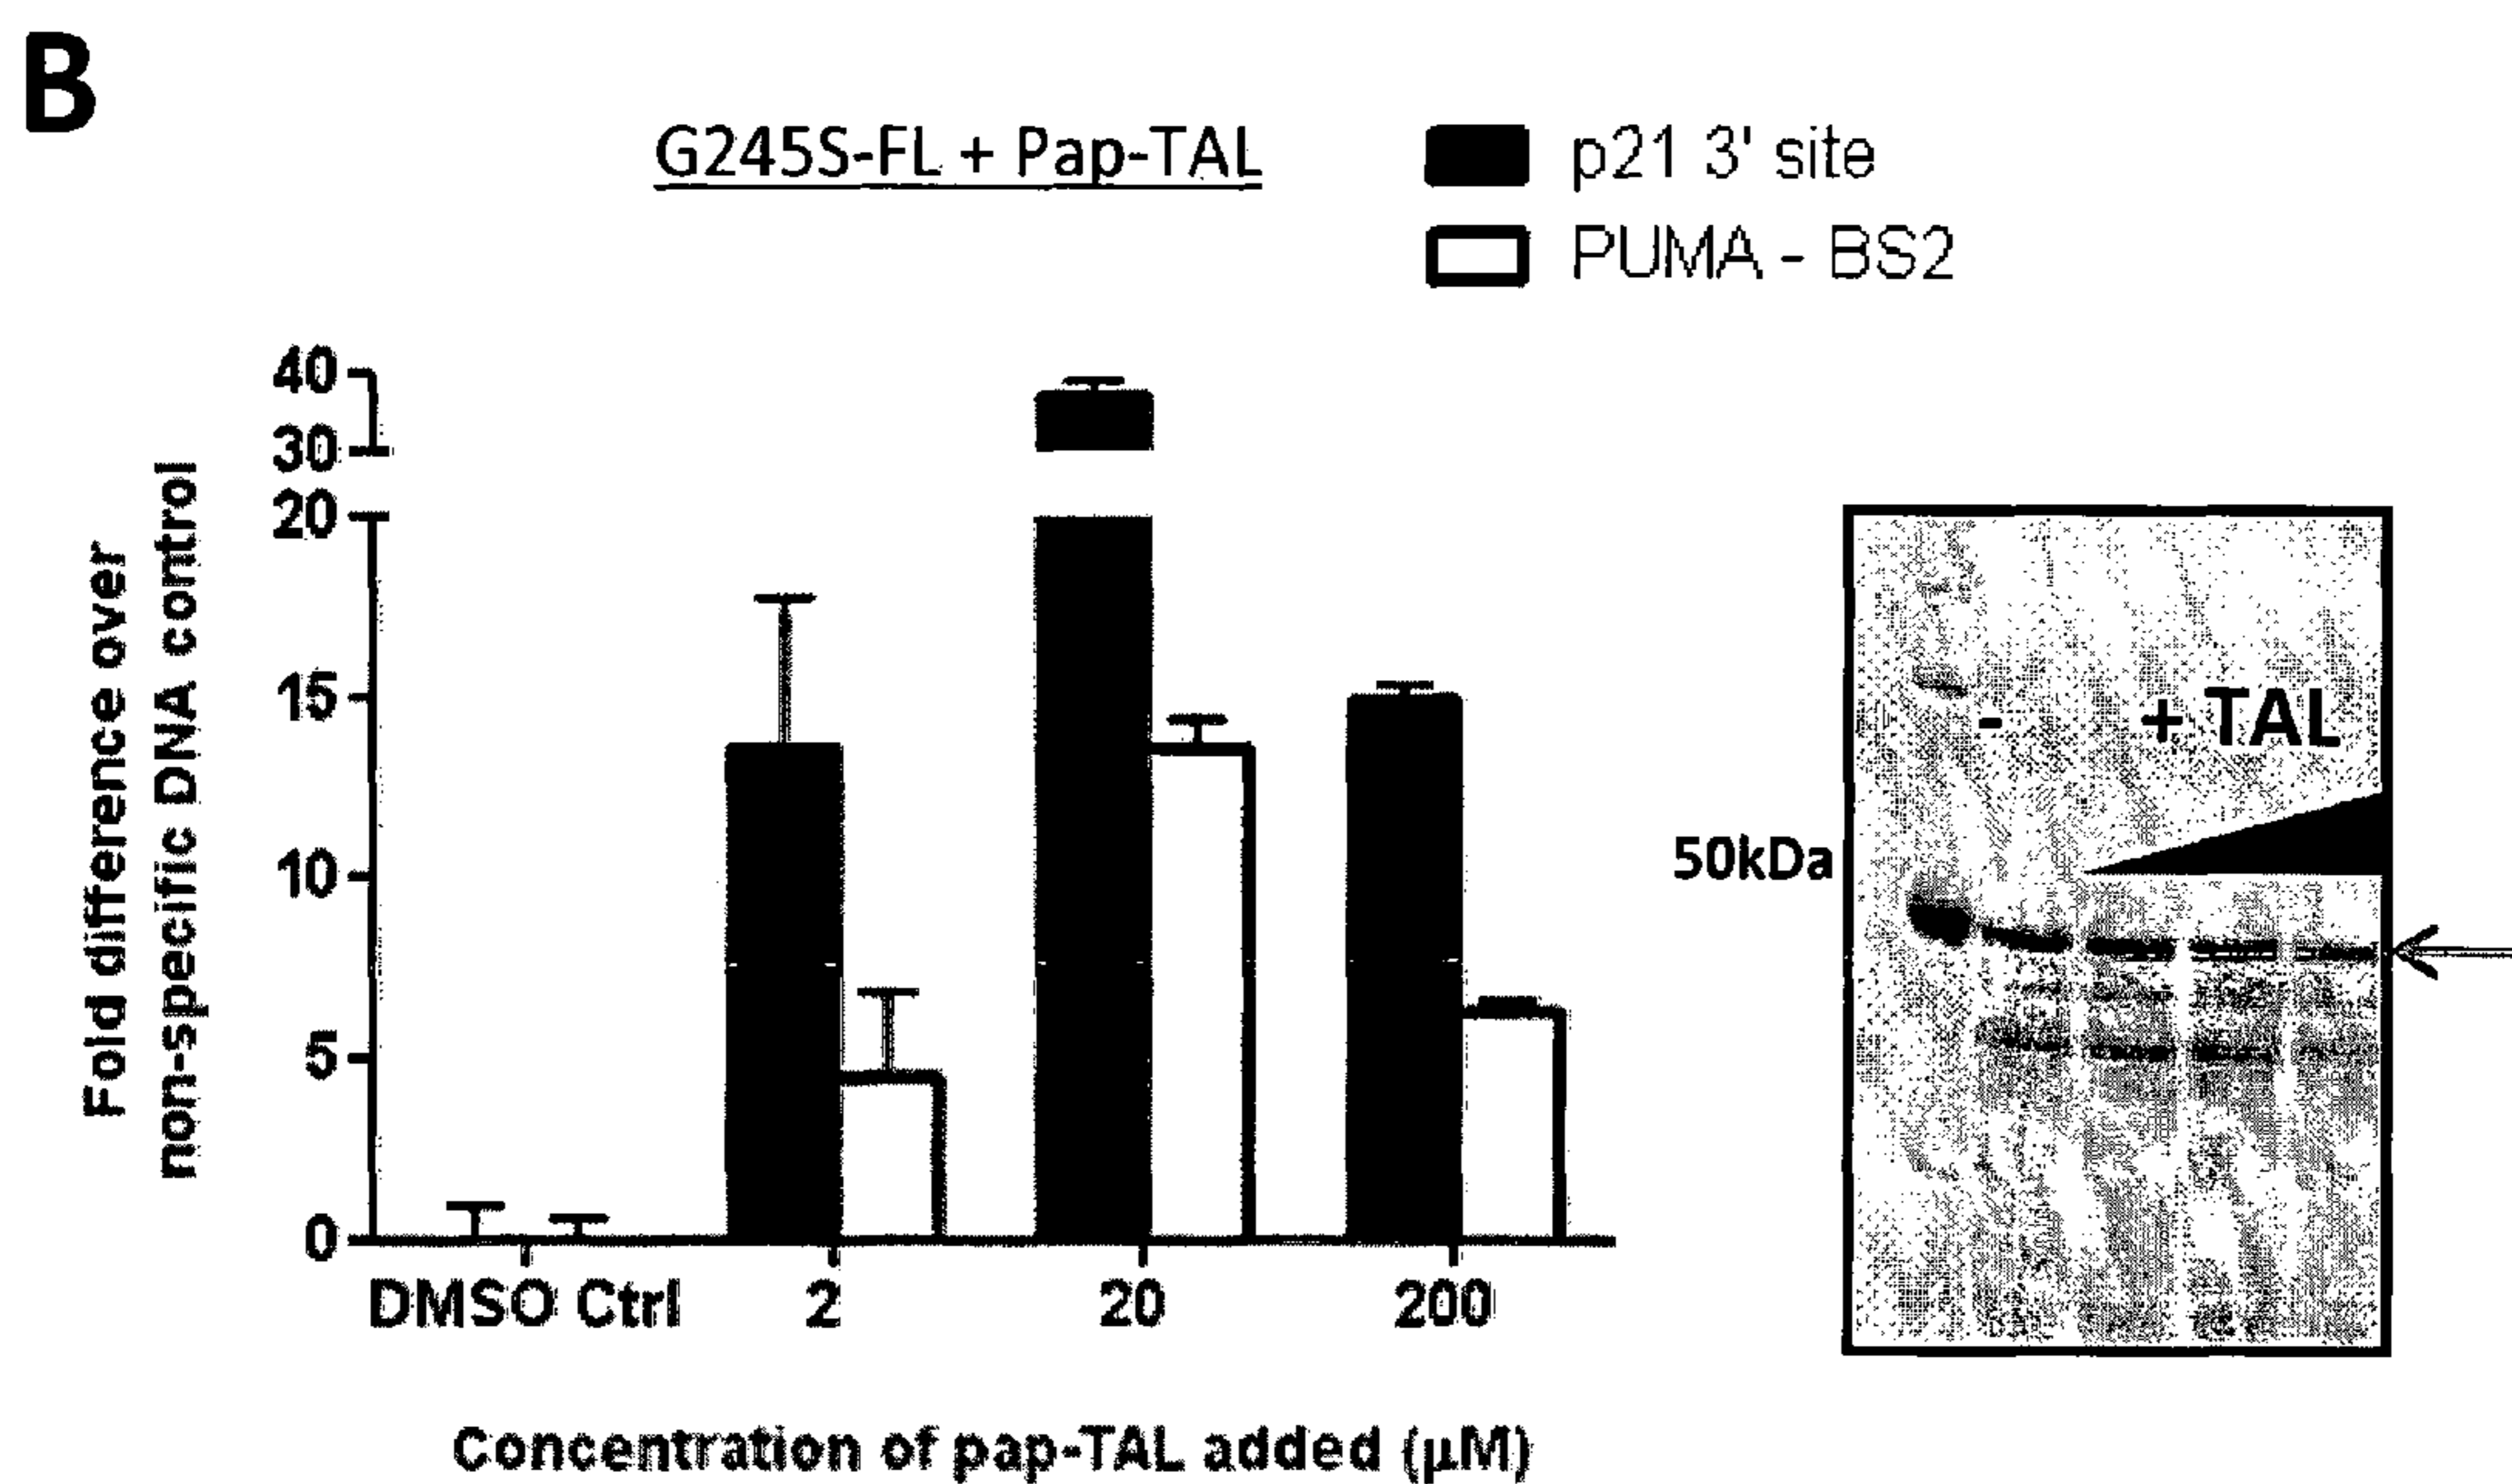 B
G245S-FL + Pap-TAL
p21 3' site
PUMA - BS2
Fold difference over
non-specific DNA control
40
30
20
15
10
5
0
DMSO Ctrl 2 20 200
Concentration of pap-TAL added (µM)
- + TAL
50kDa